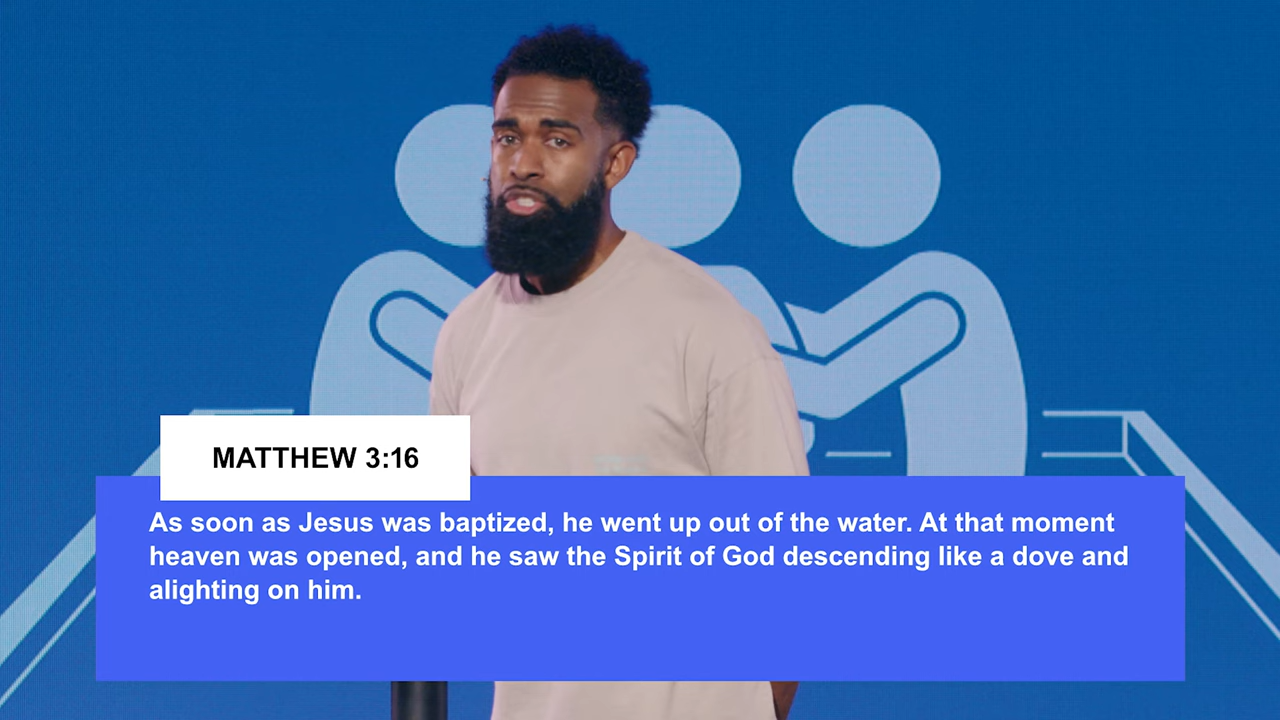 MATTHEW 3:16
As soon as Jesus was baptized, he went up out of the water. At that moment
heaven was opened, and he saw the Spirit of God descending like a dove and
alighting on him.